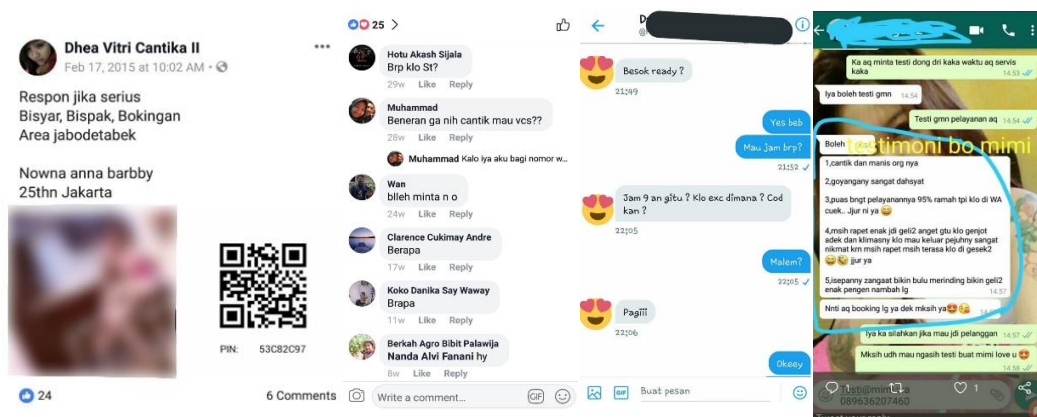 Dhea Vitri Cantika II
Feb 17, 2015 at 10:02 AM
Respon jika serius
Bisyar, Bispak, Bokingan
Area jabodetabek
Nowna anna barbby
25thn Jakarta
PIN: 53C82C97
24
6 Comments
25
Hotu Akash Sijala
Brp klo St?
29w Like Reply
Muhammad
Beneran ga nih cantik mau vcs??
28w Like Reply
Muhammad Kalo iya aku bagi nomor w...
Wan
blleh minta n o
24w Like Reply
Clarence Cukimay Andre
Berapa
17w Like Reply
Koko Danika Say Waway
Brapa
11w Like Reply
Berkah Agro Bibit Palawija
Nanda Alvi Fanani hy
8w Like Reply
Write a comment...
GIF
Besok ready ?
21:49
Yes beb
Mau jam brp?
21:52
Jam 9 an gitu ? Klo exc dimana ? Cod
kan ?
22:05
Malem?
22:05
Pagiii
22:06
Okeey
GIF
Buat pesan
Ka aq minta testi dong dri kaka waktu aq servis
kaka
14.53
Iya boleh testi gmn 14.54
Testi gmn pelayanan aq 14.54
Boleh
testimoni bo mimi
1,cantik dan manis org nya
2,goyangany sangat dahsyat
3,puas bngt pelayanannya 95% ramah tpi klo di WA
cuek.. Jjur ni ya
4,msih rapet enak jdi geli2 anget gtu klo genjot
adek dan klimasny klo mau keluar pejuhny sangat
nikmat krn msih rapet msih terasa klo di gesek2
jjur ya
5,isepanny zangaat bikin bulu merinding bikin geli2
enak pengen nambah lg
14.57
Nnti aq booking lg ya dek mksih ya
Iya ka silahkan jika mau jdi pelanggan 14.57
Mksih udh mau ngasih testi buat mimi love u
14.58
1
1
089636207460